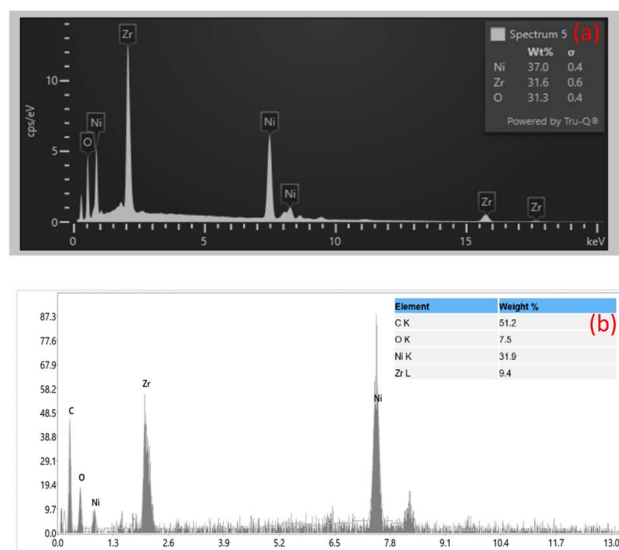 Spectrum 5 (a)
Wt% σ
Ni 37.0 0.4
Zr 31.6 0.6
O 31.3 0.4
Powered by Tru-Q®
cps/eV
10
5
0
O
Ni
Zr
Ni
Ni
Zr
Zr
0 5 10 15 keV
Element Weight % (b)
C K 51.2
O K 7.5
Ni K 31.9
Zr L 9.4
87.3
77.6
67.9
58.2
48.5
38.8
29.1
19.4
9.7
0.0
C
O
Ni
Zr
Ni
0.0 1.3 2.6 3.9 5.2 6.5 7.8 9.1 10.4 11.7 13.0